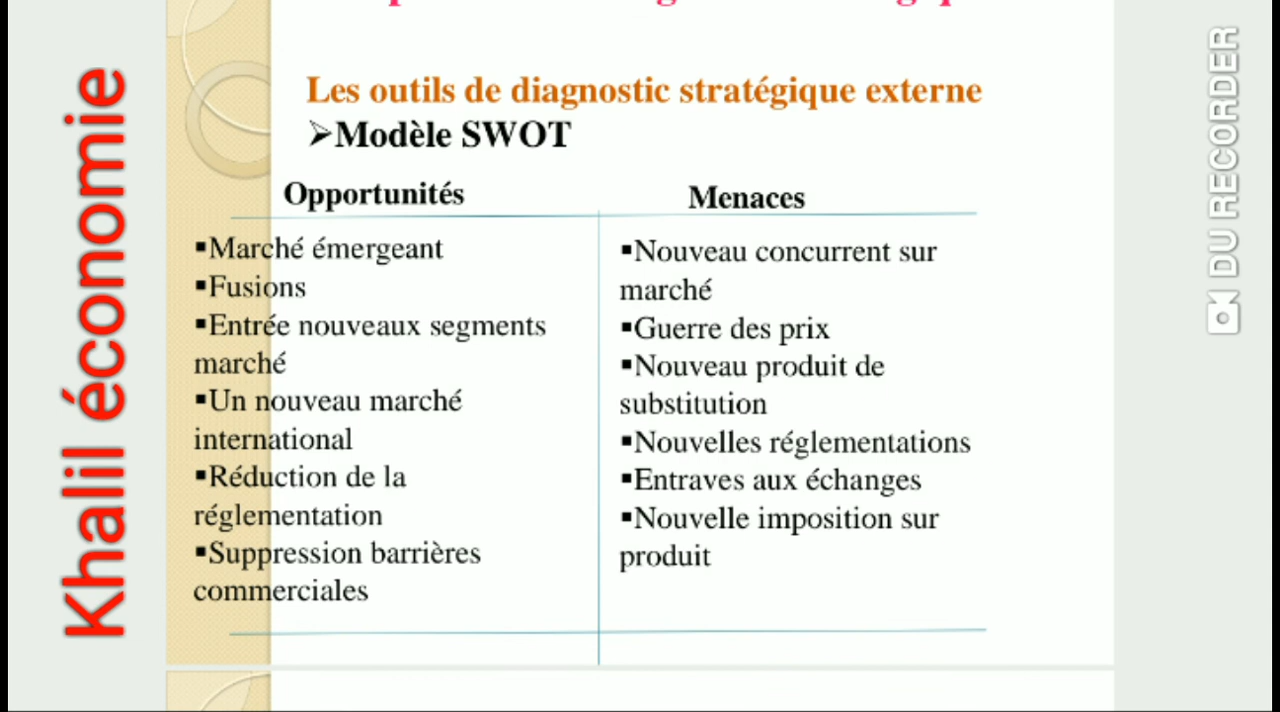 Les outils de diagnostic stratégique externe
➢Modèle SWOT
Opportunités
▪Marché émergeant
▪Fusions
▪Entrée nouveaux segments
marché
▪Un nouveau marché
international
▪Réduction de la
réglementation
▪Suppression barrières
commerciales
Menaces
▪Nouveau concurrent sur
marché
▪Guerre des prix
▪Nouveau produit de
substitution
▪Nouvelles réglementations
▪Entraves aux échanges
▪Nouvelle imposition sur
produit
Khalil économie
DU RECORDER